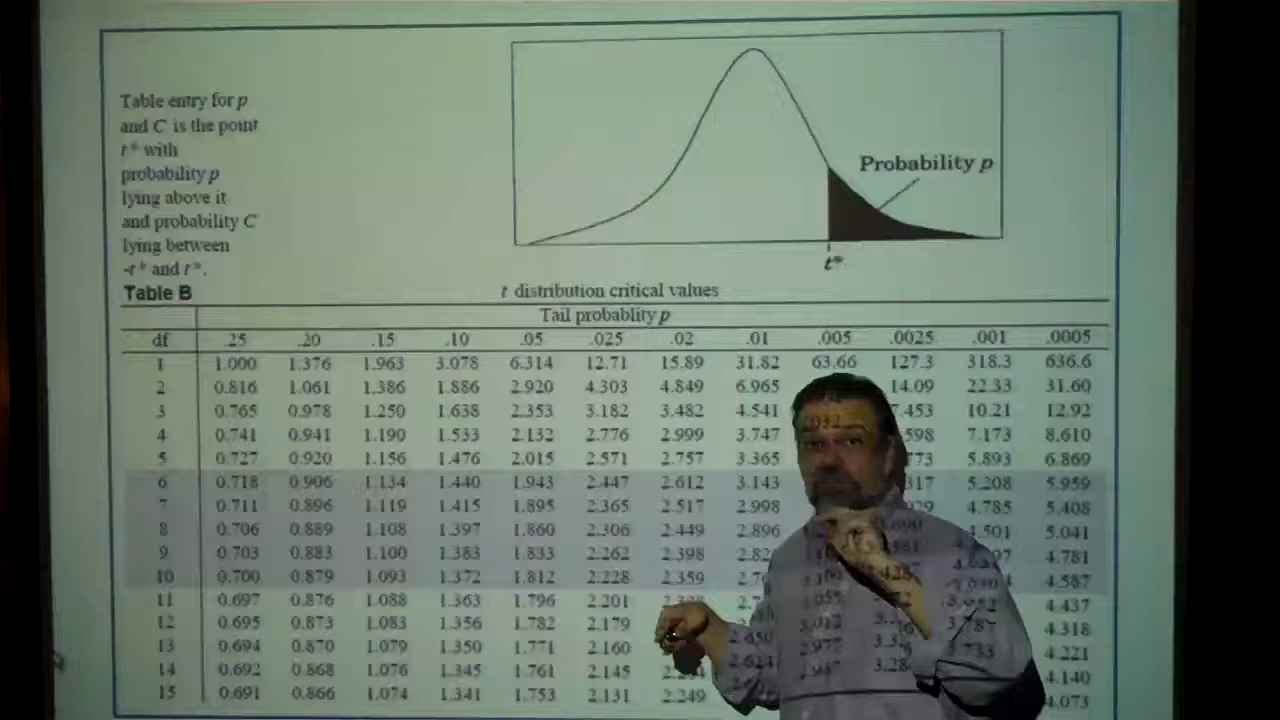 Table entry for p
and C is the point
t* with
probability p
lying above it
and probability C
lying between
-t* and t*.
Probability p
t*
Table B t distribution critical values
Tail probablity p
df .25 .20 .15 .10 .05 .025 .02 .01 .005 .0025 .001 .0005
1 1.000 1.376 1.963 3.078 6.314 12.71 15.89 31.82 63.66 127.3 318.3 636.6
2 0.816 1.061 1.386 1.886 2.920 4.303 4.849 6.965 14.09 22.33 31.60
3 0.765 0.978 1.250 1.638 2.353 3.182 3.482 4.541 7.453 10.21 12.92
4 0.741 0.941 1.190 1.533 2.132 2.776 2.999 3.747 7.173 8.610
5 0.727 0.920 1.156 1.476 2.015 2.571 2.757 3.365 5.893 6.869
6 0.718 0.906 1.134 1.440 1.943 2.447 2.612 3.143 5.208 5.959
7 0.711 0.896 1.119 1.415 1.895 2.365 2.517 2.998 4.785 5.408
8 0.706 0.889 1.108 1.397 1.860 2.306 2.449 2.896 5.041
9 0.703 0.883 1.100 1.383 1.833 2.262 2.398 4.781
10 0.700 0.879 1.093 1.372 1.812 2.228 2.359 4.587
11 0.697 0.876 1.088 1.363 1.796 2.201 4.437
12 0.695 0.873 1.083 1.356 1.782 2.179 4.318
13 0.694 0.870 1.079 1.350 1.771 2.160 2.650 4.221
14 0.692 0.868 1.076 1.345 1.761 2.145 2.624 2.977 4.140
15 0.691 0.866 1.074 1.341 1.753 2.131 2.249 2.947 4.073